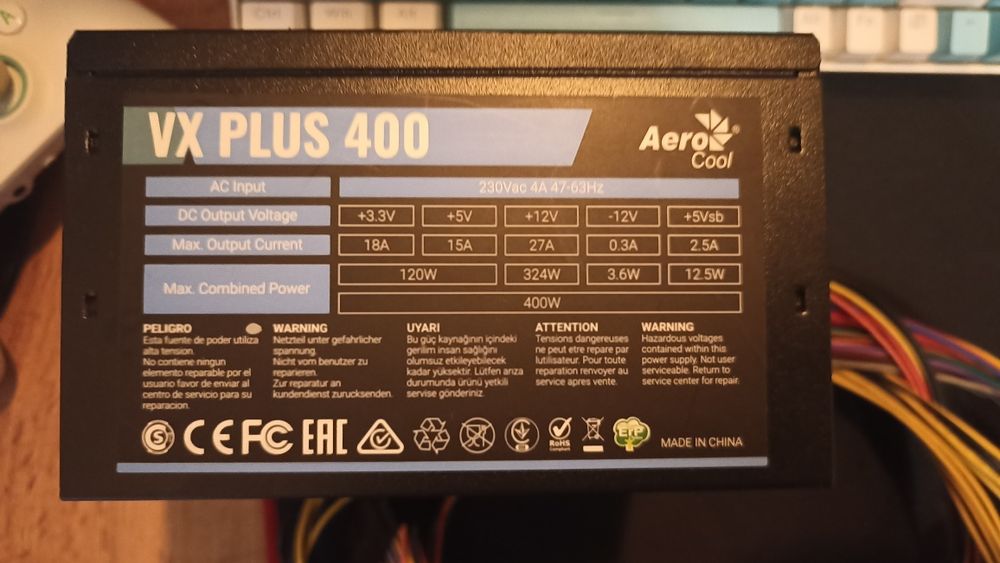 Ctrl Win Alt
VX PLUS 400
Aero Cool
AC Input 230Vac 4A 47-63Hz
DC Output Voltage +3.3V +5V +12V -12V +5Vsb
Max. Output Current 18A 15A 27A 0.3A 2.5A
Max. Combined Power 120W 324W 3.6W 12.5W
400W
PELIGRO
Esta fuente de poder utiliza
alta tension.
No contiene ningun
elemento reparable por el
usuario favor de enviar al
centro de servicio para su
reparacion.
WARNING
Netzteil unter gefahrlicher
spannung.
Nicht vom benutzer zu
reparieren.
Zur reparatur an
kundendienst zurucksenden.
UYARI
Bu güç kaynağının içindeki
gerilim insan sağlığını
olumsuz etkileyebilecek
kadar yüksektir. Lütfen arıza
durumunda ürünü yetkili
servise gönderiniz.
ATTENTION
Tensions dangereuses
ne peut etre repare par
lutilisateur. Pour toute
reparation renvoyer au
service apres vente.
WARNING
Hazardous voltages
contained within this
power supply. Not user
serviceable. Return to
service center for repair.
S CE FC EAC RoHS ErP MADE IN CHINA
Compliant